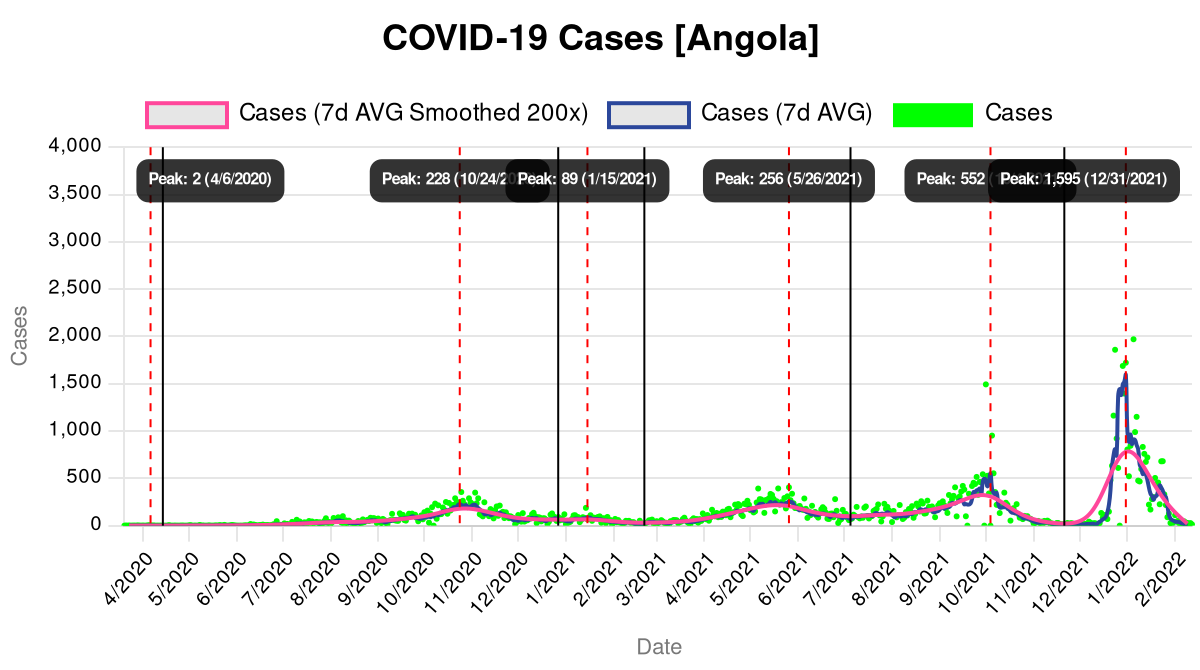 COVID-19 Cases [Angola]
Cases (7d AVG Smoothed 200x) Cases (7d AVG) Cases
4,000
3,500
3,000
2,500
2,000
1,500
1,000
500
0
Cases
Peak: 2 (4/6/2020)
Peak: 228 (10/24/20
Peak: 89 (1/15/2021)
Peak: 256 (5/26/2021)
Peak: 552
Peak: 1,595 (12/31/2021)
4/2020 5/2020 6/2020 7/2020 8/2020 9/2020 10/2020 11/2020 12/2020 1/2021 2/2021 3/2021 4/2021 5/2021 6/2021 7/2021 8/2021 9/2021 10/2021 11/2021 12/2021 1/2022 2/2022
Date